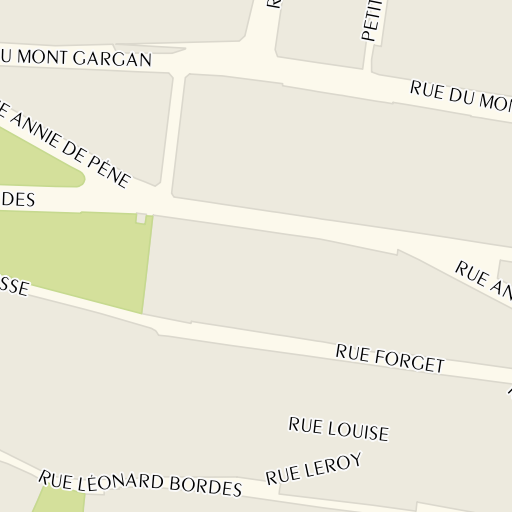 PETIT
U MONT GARGAN
RUE DU MON
E ANNIE DE PÈNE
DES
RUE AN
SSE
RUE FORGET
RUE LOUISE
RUE LEROY
RUE LÉONARD BORDES